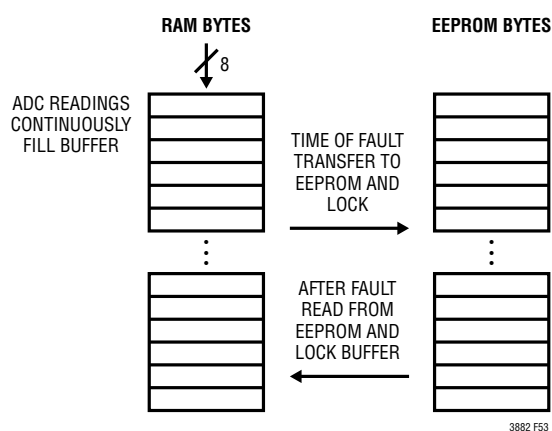 RAM BYTES
EEPROM BYTES
8
ADC READINGS
CONTINUOUSLY
FILL BUFFER
TIME OF FAULT
TRANSFER TO
EEPROM AND
LOCK
AFTER FAULT
READ FROM
EEPROM AND
LOCK BUFFER
3882 F53